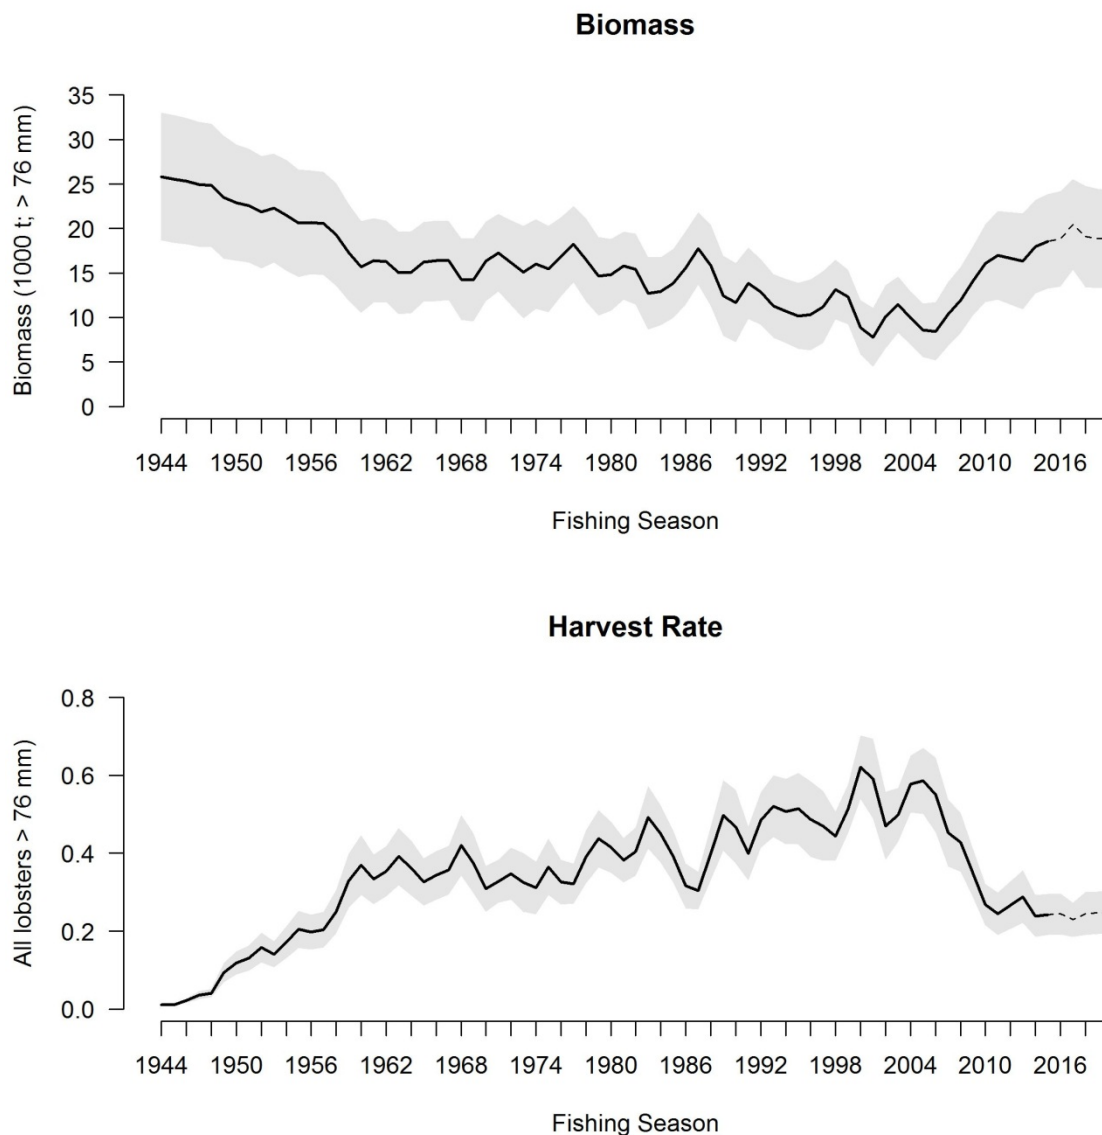 Biomass
Biomass (1000 t; > 76 mm)
35
30
25
20
15
10
5
0
1944 1950 1956 1962 1968 1974 1980 1986 1992 1998 2004 2010 2016
Fishing Season
Harvest Rate
All lobsters > 76 mm)
0.8
0.6
0.4
0.2
0.0
1944 1950 1956 1962 1968 1974 1980 1986 1992 1998 2004 2010 2016
Fishing Season